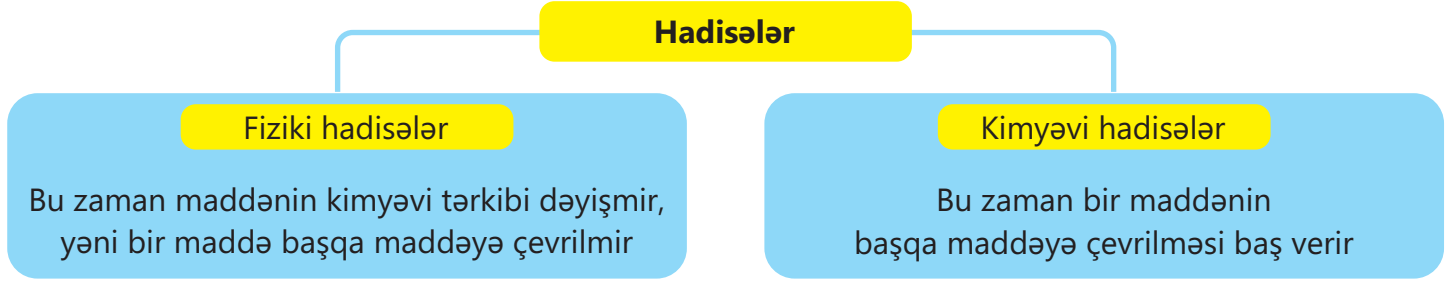 Hadisələr
Fiziki hadisələr
Bu zaman maddənin kimyəvi tərkibi dəyişmir,
yəni bir maddə başqa maddəyə çevrilmir
Kimyəvi hadisələr
Bu zaman bir maddənin
başqa maddəyə çevrilməsi baş verir